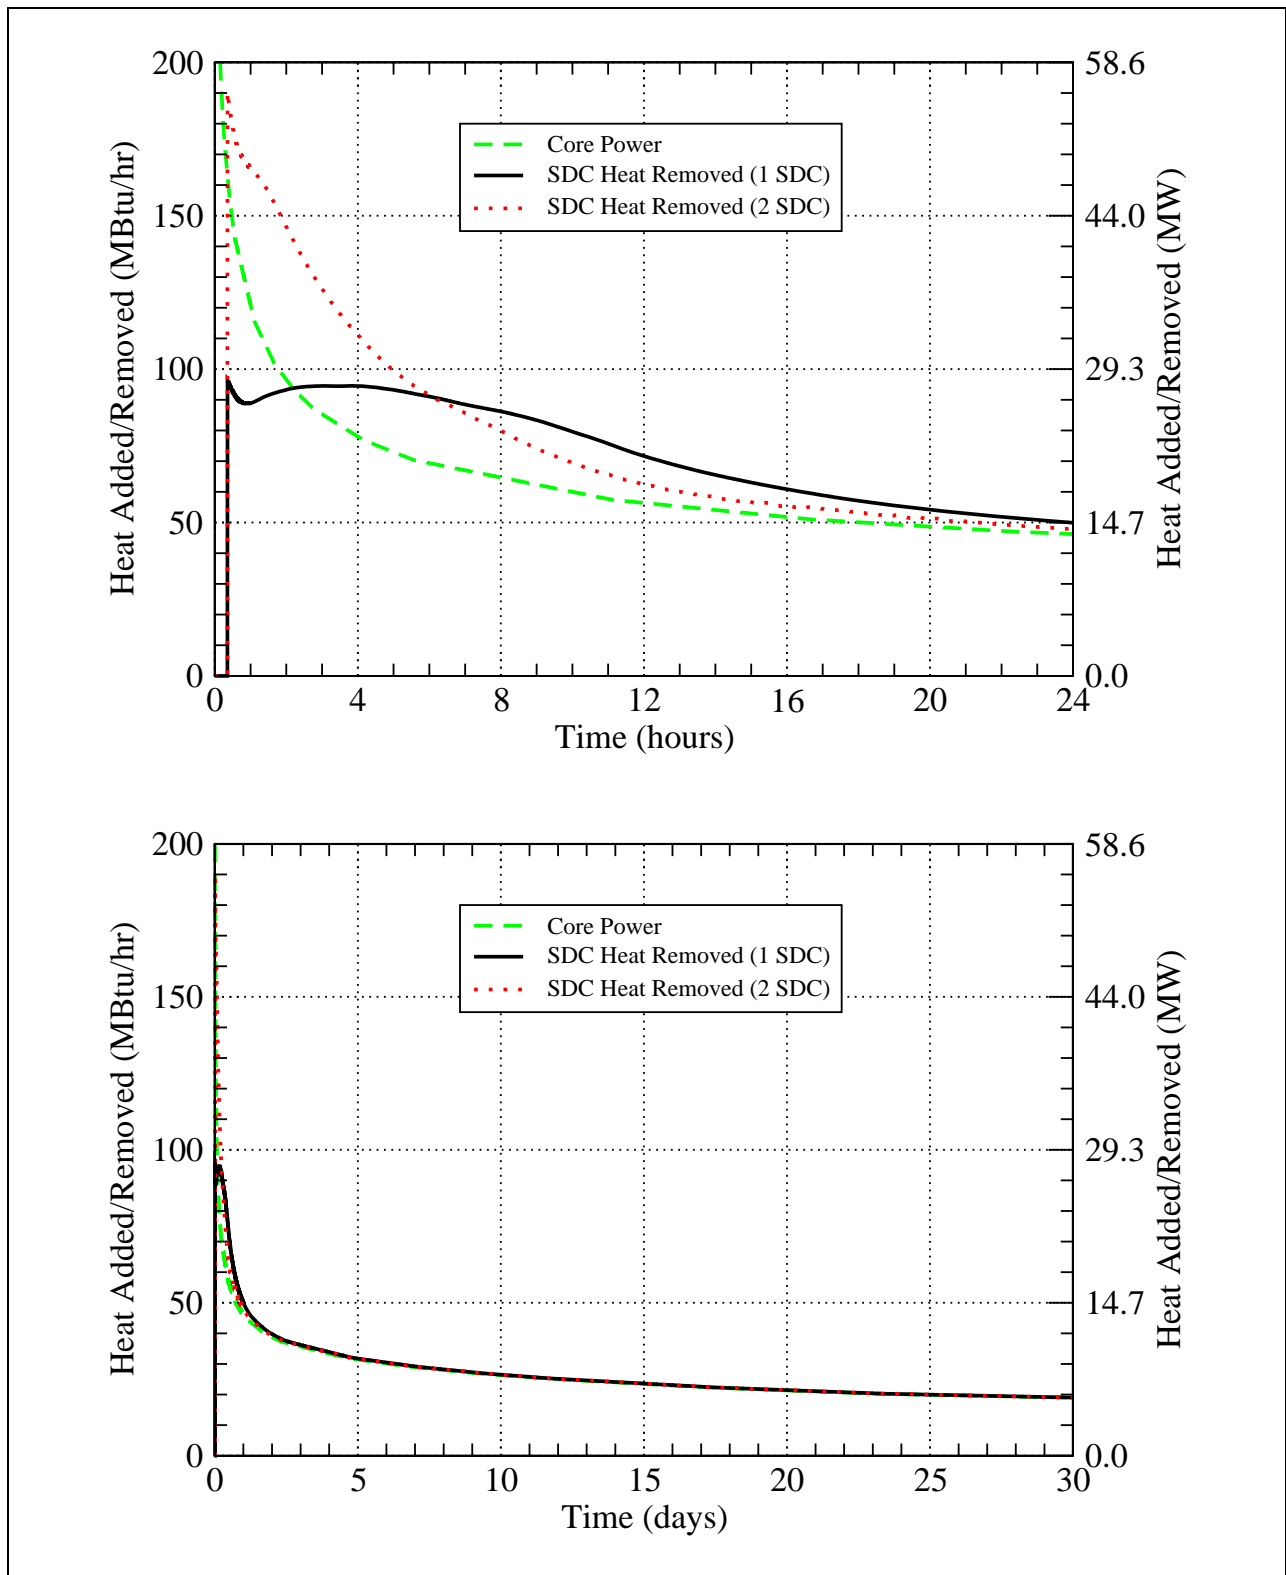 200
150
100
50
0
Heat Added/Removed (MBtu/hr)
Core Power
SDC Heat Removed (1 SDC)
SDC Heat Removed (2 SDC)
58.6
44.0
29.3
14.7
0.0
Heat Added/Removed (MW)
0 4 8 12 16 20 24
Time (hours)
200
150
100
50
0
Heat Added/Removed (MBtu/hr)
Core Power
SDC Heat Removed (1 SDC)
SDC Heat Removed (2 SDC)
58.6
44.0
29.3
14.7
0.0
Heat Added/Removed (MW)
0 5 10 15 20 25 30
Time (days)